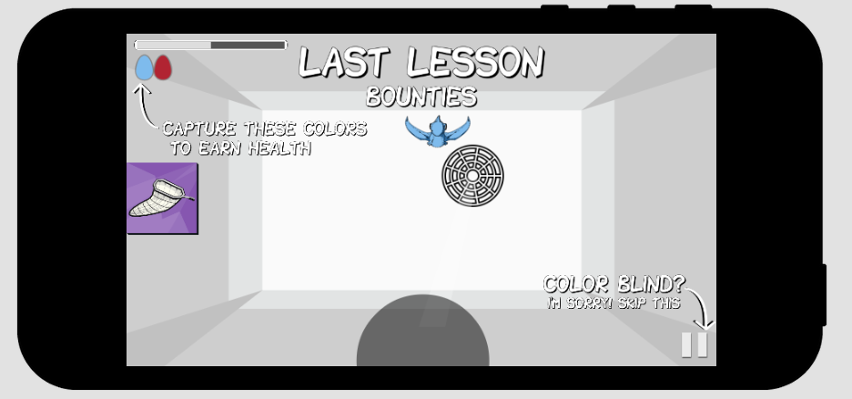 LAST LESSON
BOUNTIES
CAPTURE THESE COLORS
TO EARN HEALTH
COLOR BLIND?
I'M SORRY! SKIP THIS